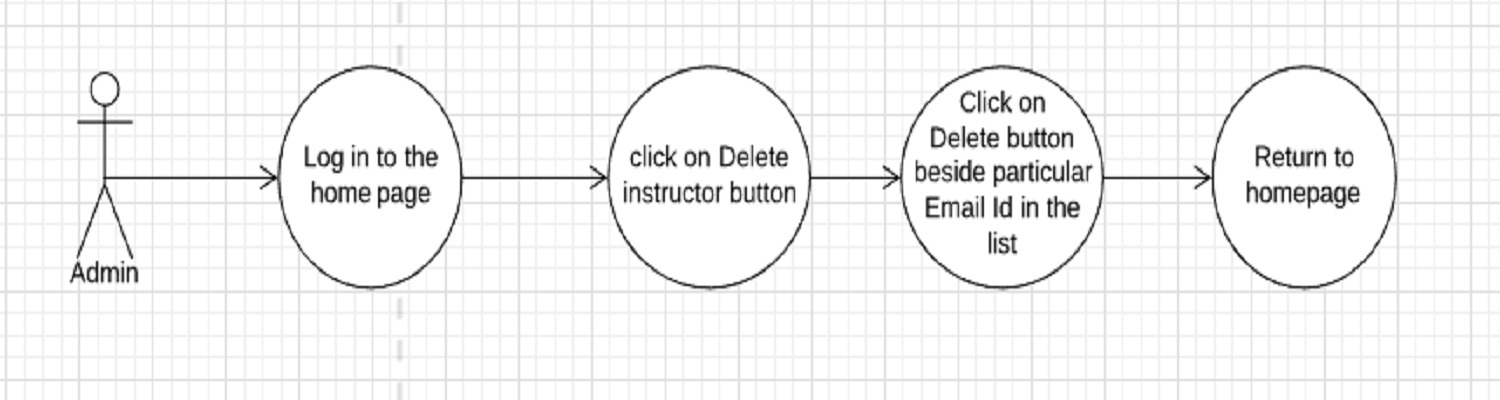 Admin
Log in to the
home page
click on Delete
instructor button
Click on
Delete button
beside particular
Email Id in the
list
Return to
homepage